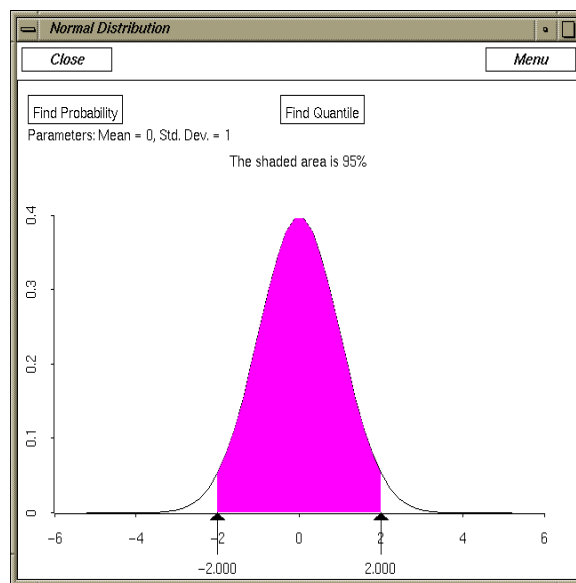 Normal Distribution
Close Menu
Find Probability Find Quantile
Parameters: Mean = 0, Std. Dev. = 1
The shaded area is 95%
0.4
0.3
0.2
0.1
0
-6 -4 -2 0 2 4 6
-2.000 2.000